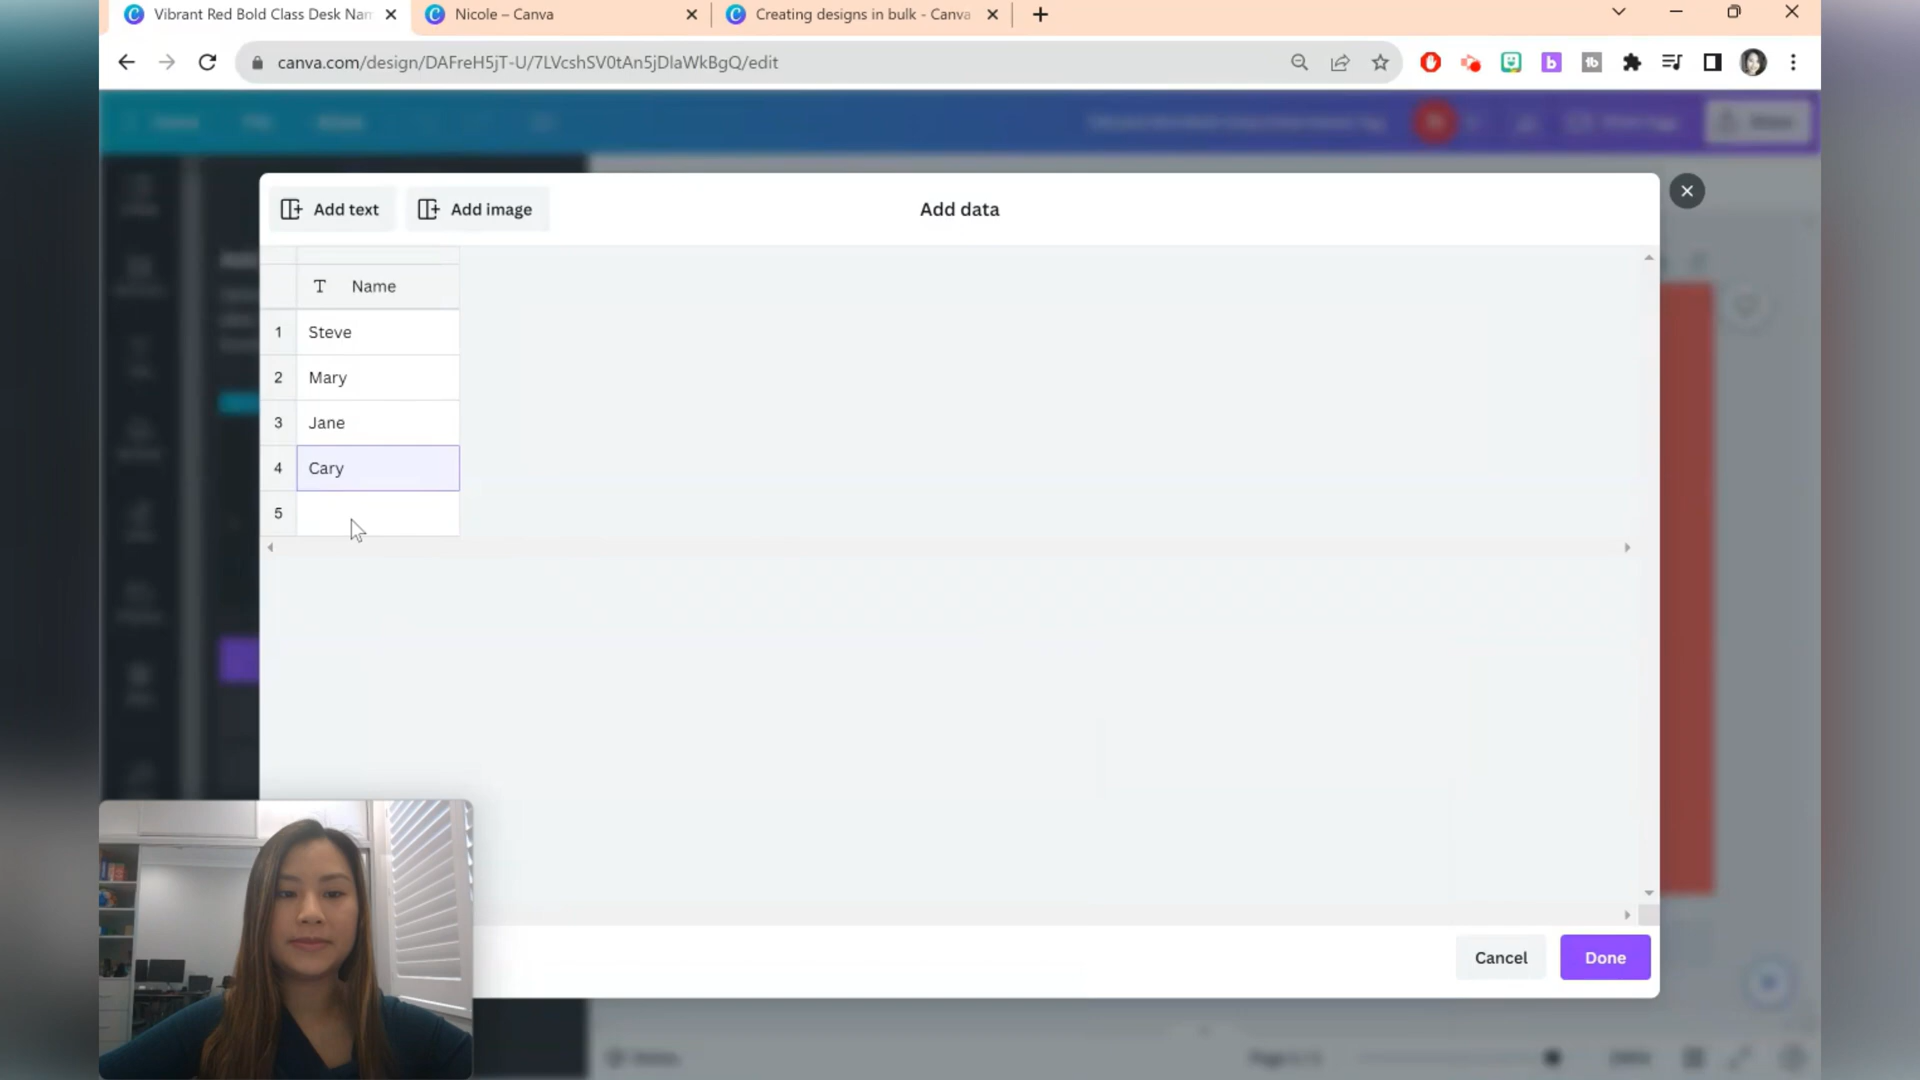 Vibrant Red Bold Class Desk Nam
Nicole – Canva
Creating designs in bulk - Canva
canva.com/design/DAFreH5jT-U/7LVcshSV0tAn5jDlaWkBgQ/edit
Add text
Add image
Add data
T Name
1 Steve
2 Mary
3 Jane
4 Cary
5
Cancel
Done